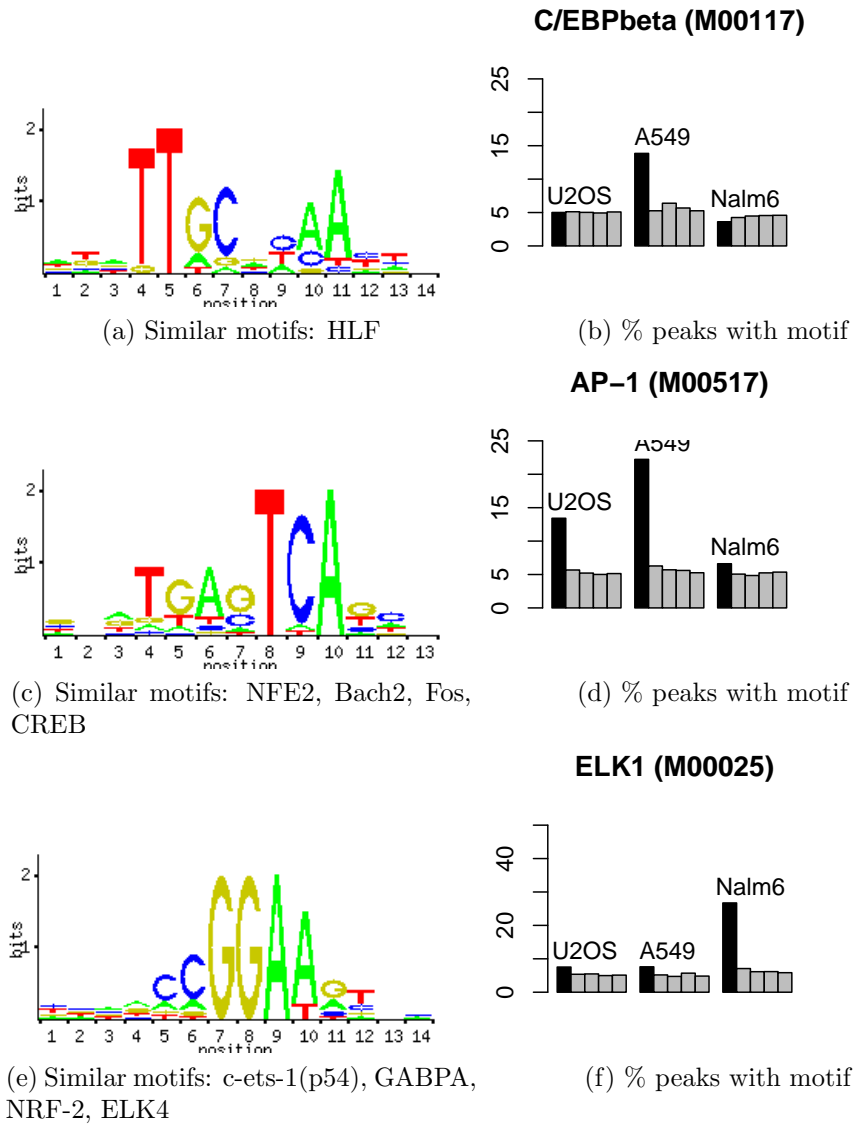 C/EBPbeta (M00117)
2
1
bits
1 2 3 4 5 6 7 8 9 10 11 12 13 14
position
TTGCAA
0 5 15 25
U2OS
A549
Nalm6
(a) Similar motifs: HLF
(b) % peaks with motif
AP−1 (M00517)
2
1
bits
1 2 3 4 5 6 7 8 9 10 11 12 13
position
TGAGTCA
0 5 15 25
U2OS
A549
Nalm6
(c) Similar motifs: NFE2, Bach2, Fos,
CREB
(d) % peaks with motif
ELK1 (M00025)
2
1
bits
1 2 3 4 5 6 7 8 9 10 11 12 13 14
position
CCGGAAGT
0 20 40
U2OS
A549
Nalm6
(e) Similar motifs: c-ets-1(p54), GABPA,
NRF-2, ELK4
(f) % peaks with motif